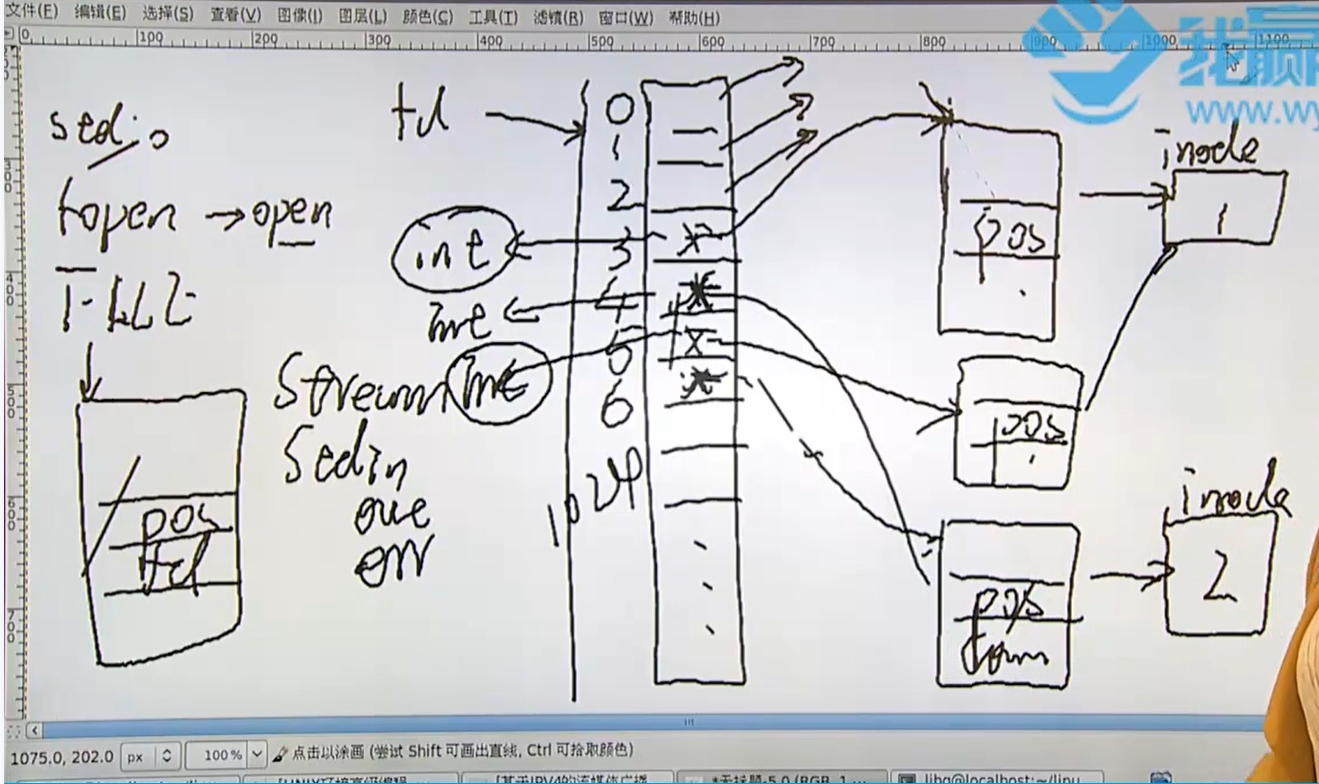 文件(F) 编辑(E) 选择(S) 查看(V) 图像(I) 图层(L) 颜色(C) 工具(T) 滤镜(R) 窗口(W) 帮助(H)
0 100 200 300 400 500 600 700 800 900 1000 1100
我赢
www.w
stdio
fopen → open
FILE
pos
fd
fd
0
1
2
3
4
5
6
1024
int
int
int
Stream
Stdin
out
err
pos
pos
pos
inode
1
inode
2
1075.0, 202.0 px 100% 点击以涂画 (尝试 Shift 可画出直线, Ctrl 可拾取颜色)
[UNIX环境高级编程
[基于IPV4的流媒体广播
*无标题-5.0 (RGB, 1
libg@localhost:~/linu